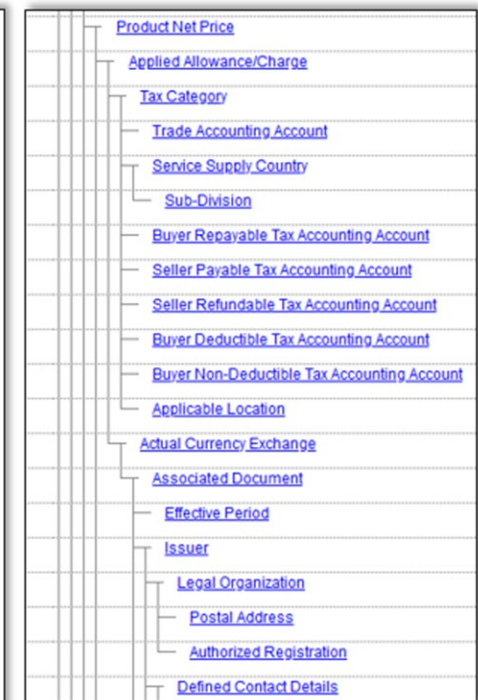 Product Net Price
Applied Allowance/Charge
Tax Category
Trade Accounting Account
Service Supply Country
Sub-Division
Buyer Repayable Tax Accounting Account
Seller Payable Tax Accounting Account
Seller Refundable Tax Accounting Account
Buyer Deductible Tax Accounting Account
Buyer Non-Deductible Tax Accounting Account
Applicable Location
Actual Currency Exchange
Associated Document
Effective Period
Issuer
Legal Organization
Postal Address
Authorized Registration
Defined Contact Details